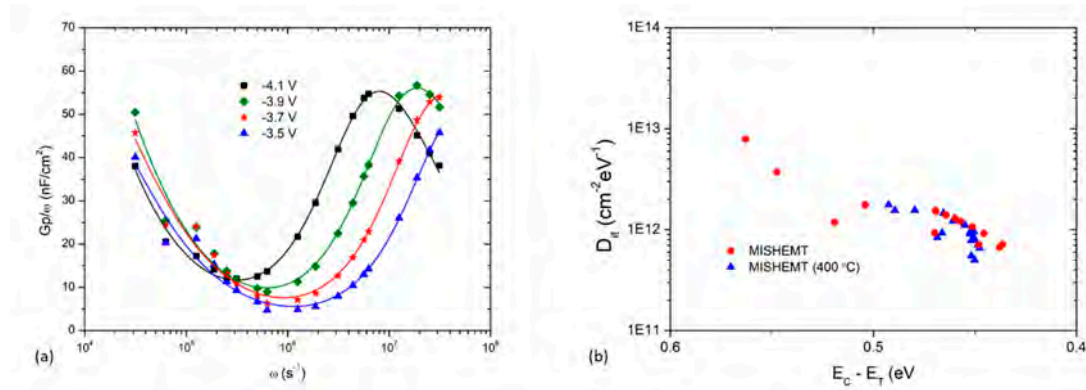 70
60
50
40
30
20
10
0
Gp/ω (nF/cm²)
-4.1 V
-3.9 V
-3.7 V
-3.5 V
10⁴ 10⁵ 10⁶ 10⁷ 10⁸
ω (s⁻¹)
(a)
1E14
1E13
1E12
1E11
D_it (cm⁻²eV⁻¹)
MISHEMT
MISHEMT (400 °C)
0.6 0.5 0.4
E_C - E_T (eV)
(b)